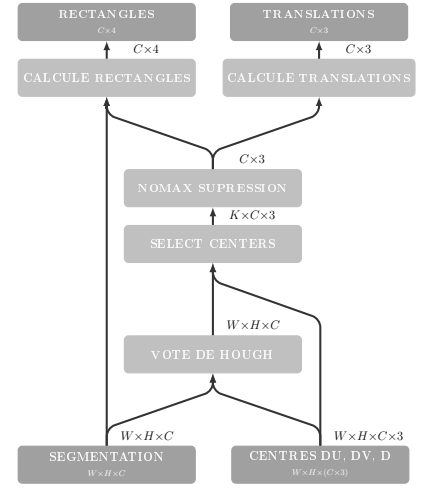 RECTANGLES
C×4
TRANSLATIONS
C×3
C×4
C×3
CALCULE RECTANGLES
CALCULE TRANSLATIONS
C×3
NOMAX SUPRESSION
K×C×3
SELECT CENTERS
W×H×C
VOTE DE HOUGH
W×H×C
W×H×C×3
SEGMENTATION
W×H×C
CENTRES DU, DV, D
W×H×(C×3)